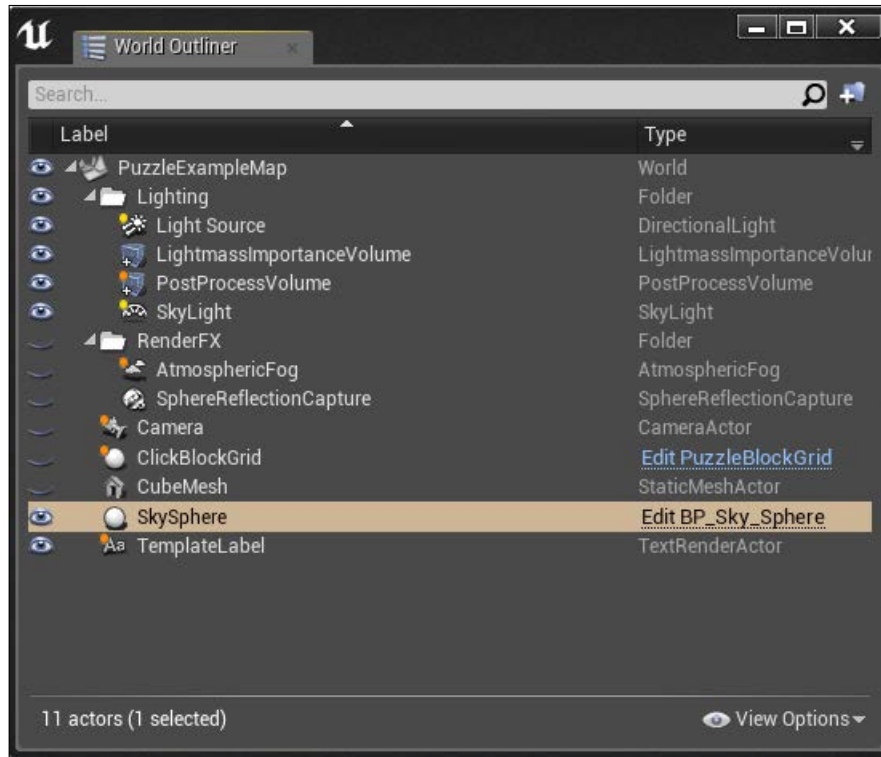 World Outliner
Search...
Label Type
PuzzleExampleMap World
Lighting Folder
Light Source DirectionalLight
LightmassImportanceVolume LightmassImportanceVolur
PostProcessVolume PostProcessVolume
SkyLight SkyLight
RenderFX Folder
AtmosphericFog AtmosphericFog
SphereReflectionCapture SphereReflectionCapture
Camera CameraActor
ClickBlockGrid Edit PuzzleBlockGrid
CubeMesh StaticMeshActor
SkySphere Edit BP_Sky_Sphere
Aa TemplateLabel TextRenderActor
11 actors (1 selected) View Options